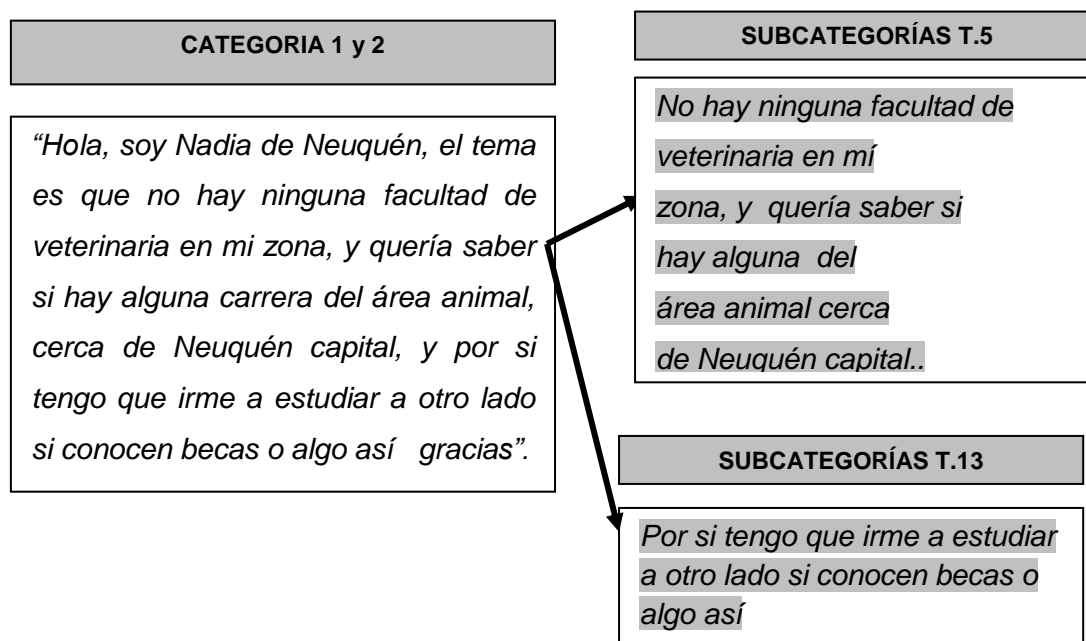 CATEGORIA 1 y 2
“Hola, soy Nadia de Neuquén, el tema
es que no hay ninguna facultad de
veterinaria en mi zona, y quería saber
si hay alguna carrera del área animal,
cerca de Neuquén capital, y por si
tengo que irme a estudiar a otro lado
si conocen becas o algo así gracias”.
SUBCATEGORÍAS T.5
No hay ninguna facultad de
veterinaria en mí
zona, y quería saber si
hay alguna del
área animal cerca
de Neuquén capital..
SUBCATEGORÍAS T.13
Por si tengo que irme a estudiar
a otro lado si conocen becas o
algo así